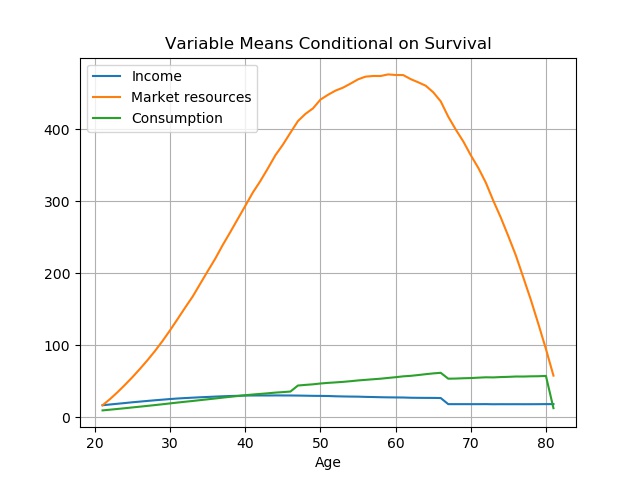 Variable Means Conditional on Survival
Income
Market resources
Consumption
400
300
200
100
0
20 30 40 50 60 70 80
Age